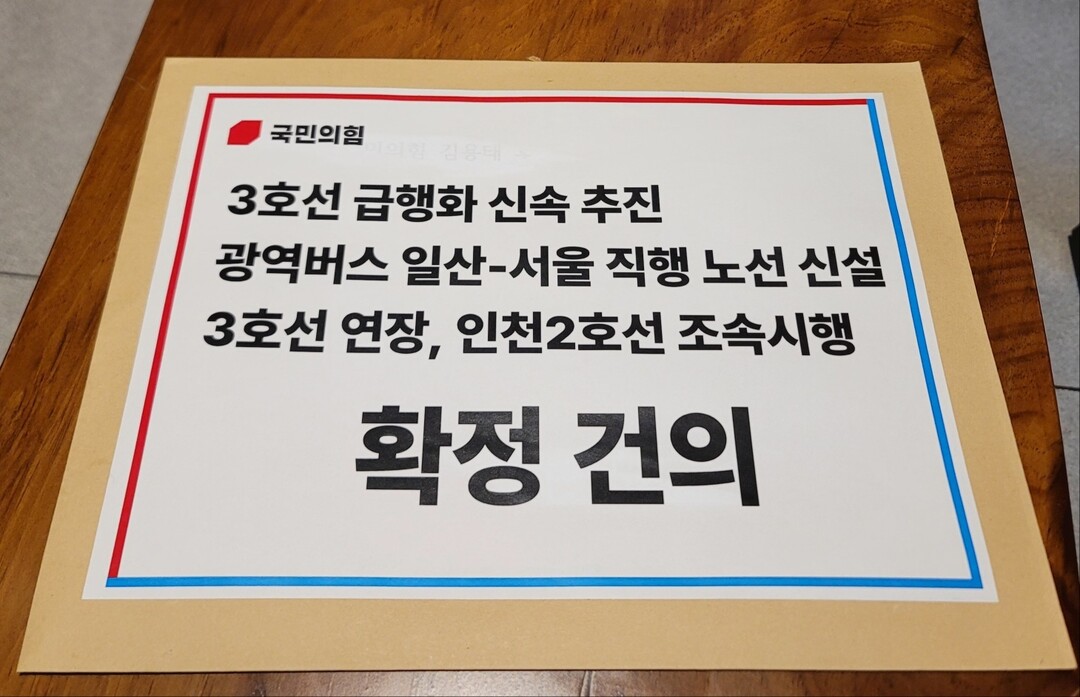 국민의힘
3호선 급행화 신속 추진
광역버스 일산-서울 직행 노선 신설
3호선 연장, 인천2호선 조속시행
확정 건의